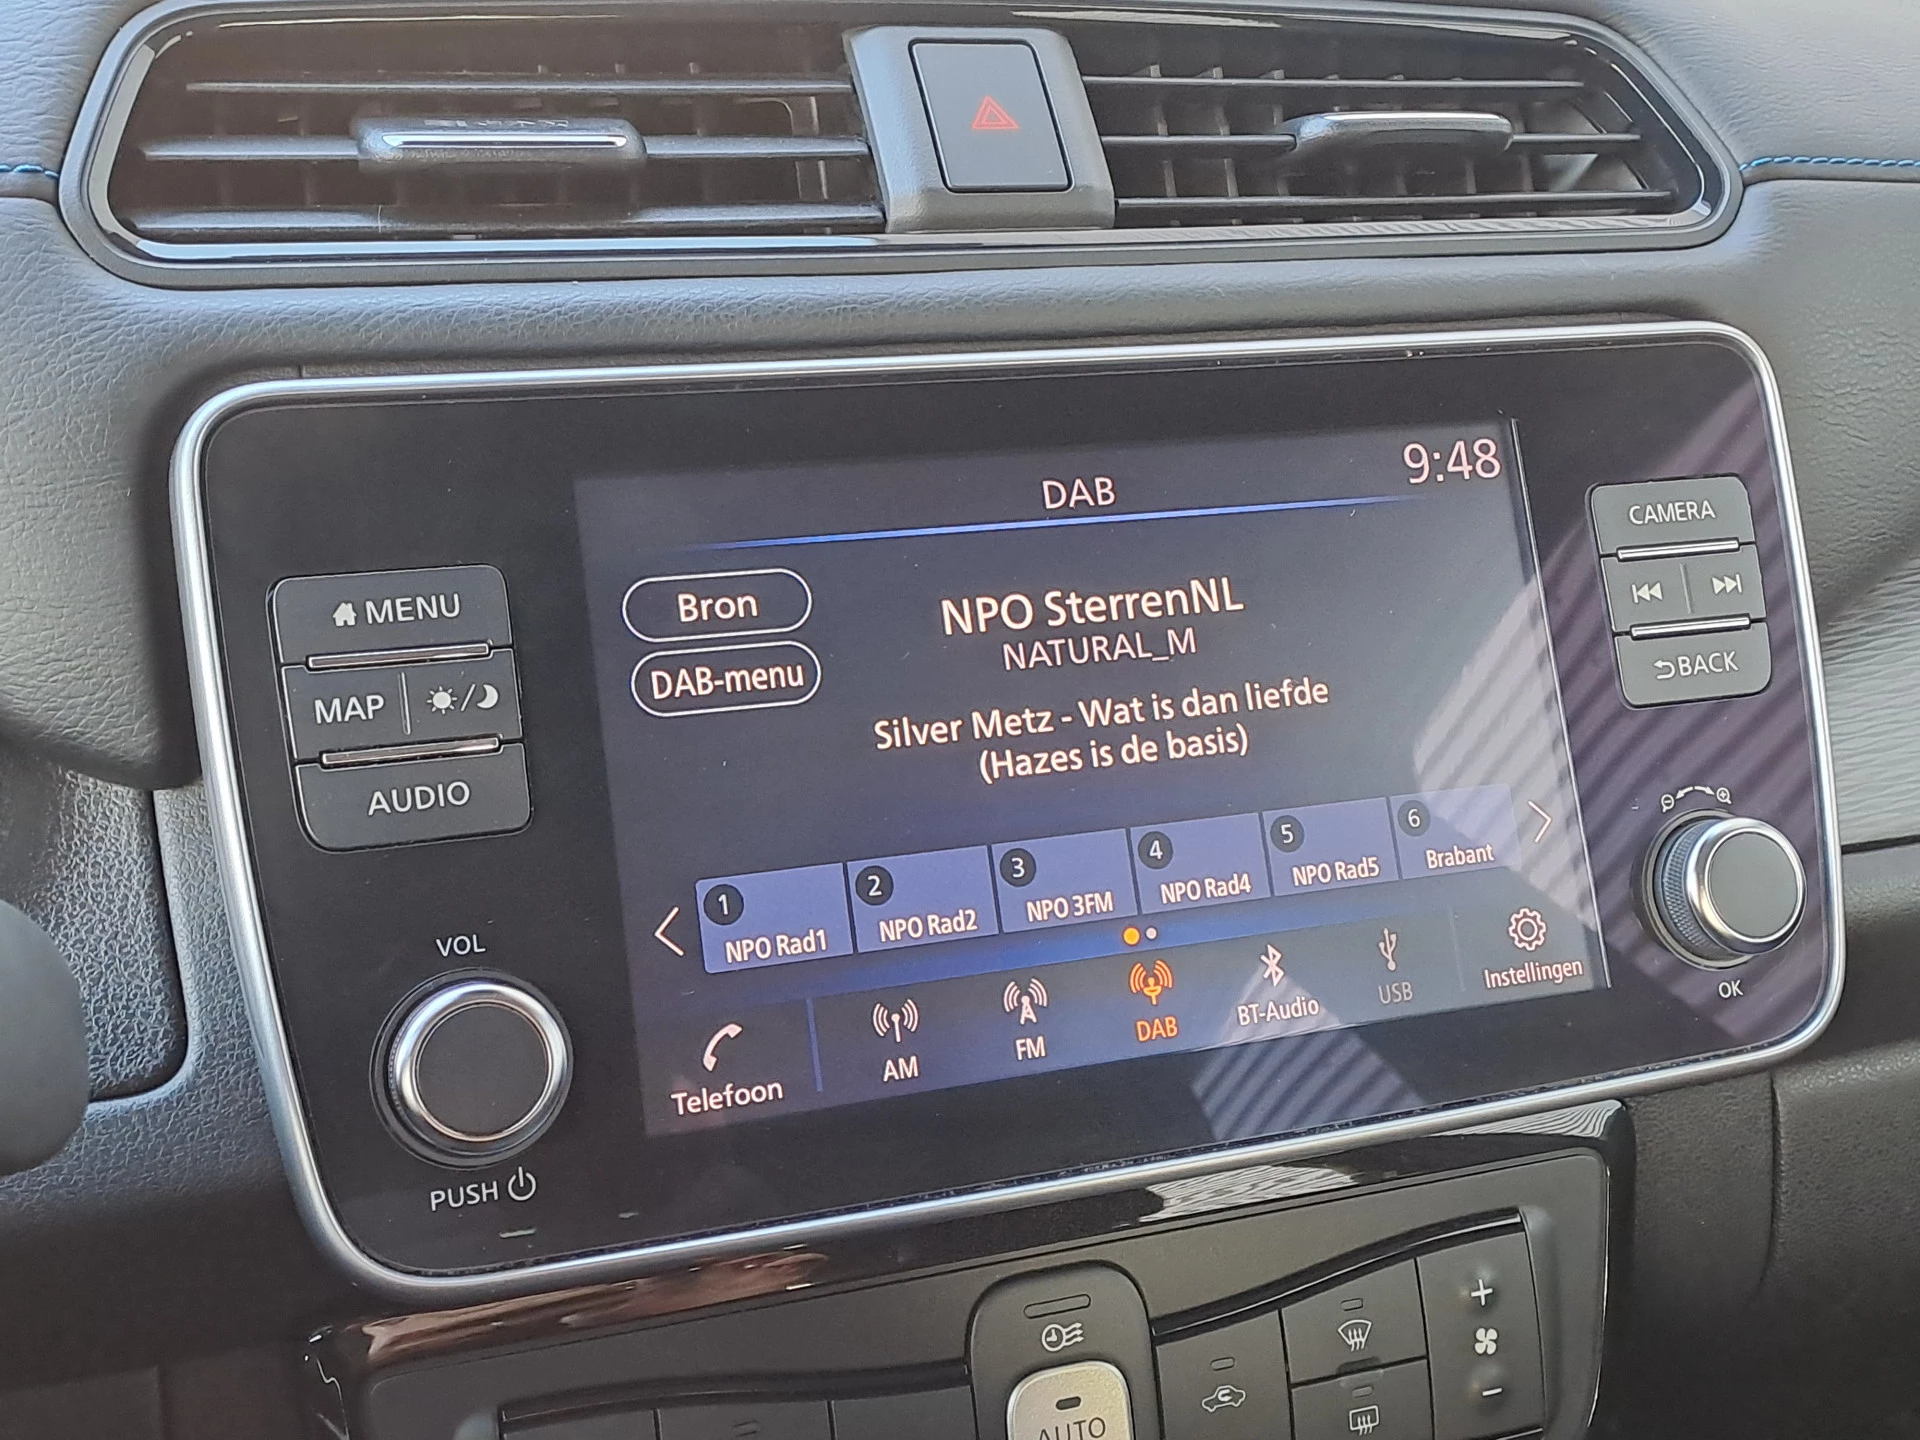 DAB
9:48
CAMERA
Bron
NPO SterrenNL
MENU
NATURAL_M
DAB-menu
BACK
MAP
Silver Metz - Wat is dan liefde
(Hazes is de basis)
AUDIO
1
NPO Rad1
2
NPO Rad2
3
NPO 3FM
4
NPO Rad4
5
NPO Rad5
6
Brabant
VOL
Telefoon
AM
FM
DAB
BT-Audio
USB
Instellingen
OK
PUSH
AUTO